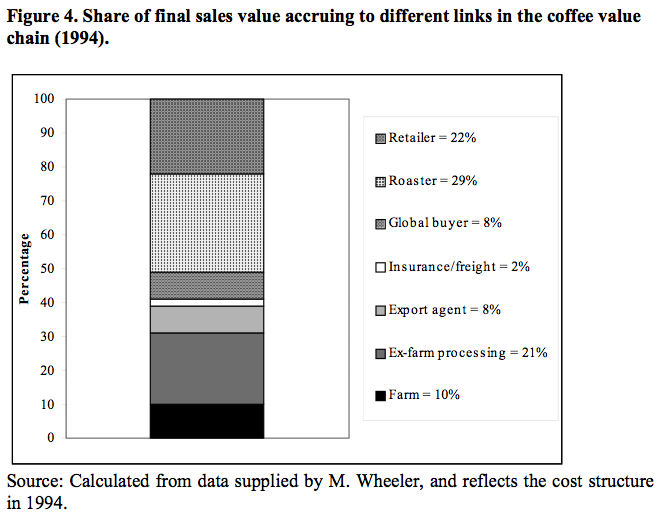 Figure 4. Share of final sales value accruing to different links in the coffee value
chain (1994).
100
90
80
70
60
50
40
30
20
10
0
Percentage
Retailer = 22%
Roaster = 29%
Global buyer = 8%
Insurance/freight = 2%
Export agent = 8%
Ex-farm processing = 21%
Farm = 10%
Source: Calculated from data supplied by M. Wheeler, and reflects the cost structure
in 1994.